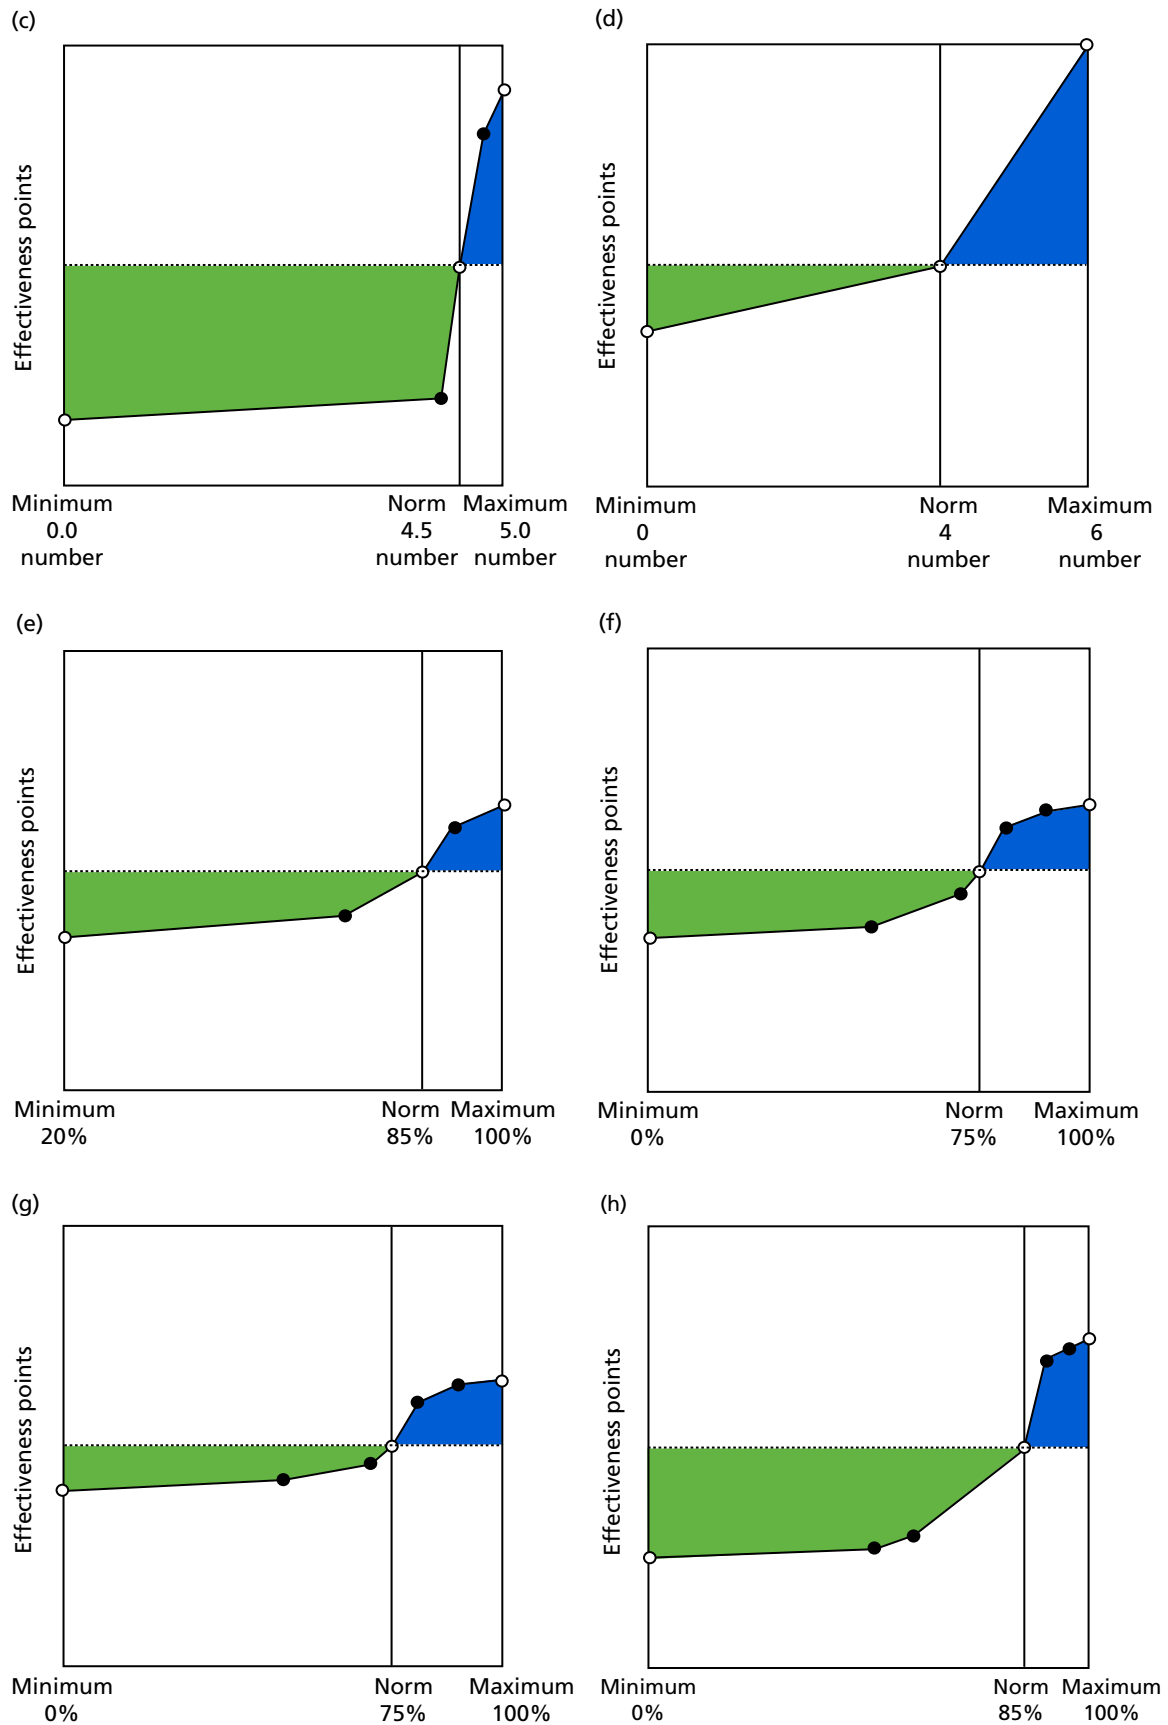 (c)
Effectiveness points
Minimum
0.0
number
Norm
4.5
number
Maximum
5.0
number
(d)
Effectiveness points
Minimum
0
number
Norm
4
number
Maximum
6
number
(e)
Effectiveness points
Minimum
20%
Norm
85%
Maximum
100%
(f)
Effectiveness points
Minimum
0%
Norm
75%
Maximum
100%
(g)
Effectiveness points
Minimum
0%
Norm
75%
Maximum
100%
(h)
Effectiveness points
Minimum
0%
Norm
85%
Maximum
100%